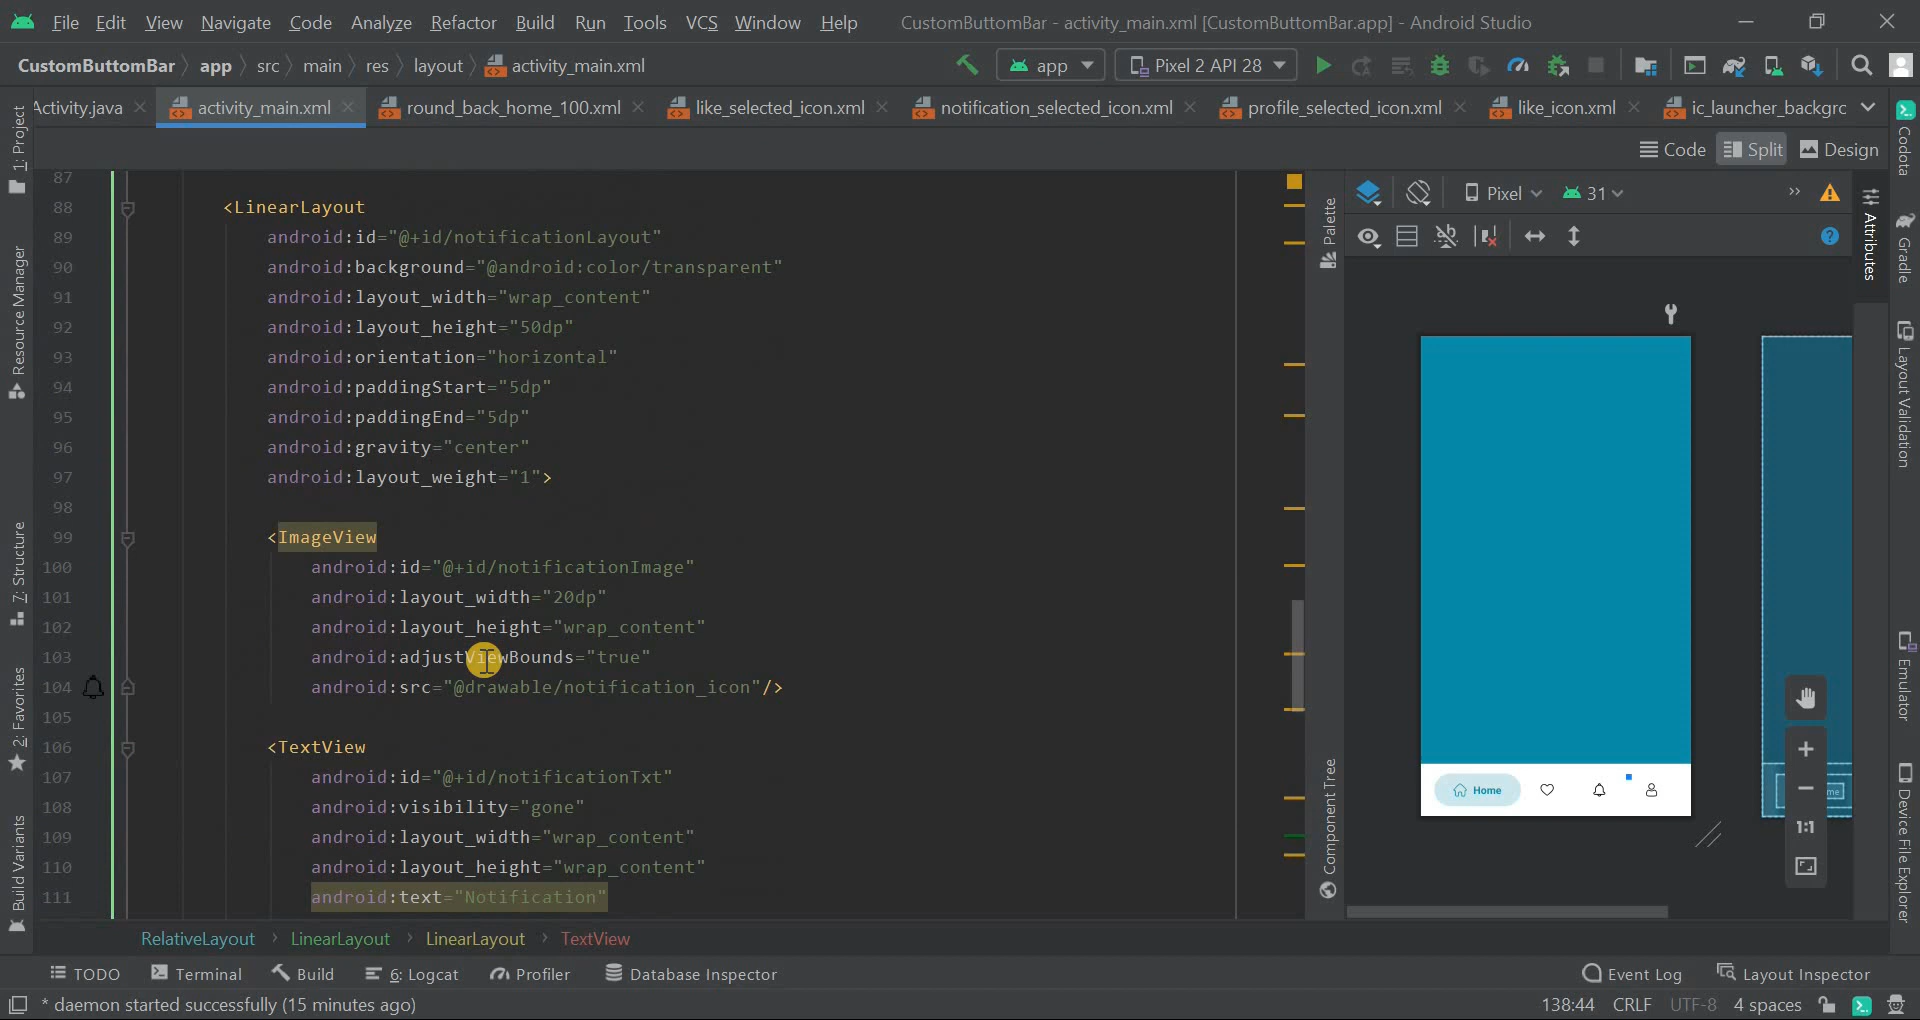 File Edit View Navigate Code Analyze Refactor Build Run Tools VCS Window Help CustomButtomBar - activity_main.xml [CustomButtomBar.app] - Android Studio
CustomButtomBar app src main res layout activity_main.xml app Pixel 2 API 28
Activity.java activity_main.xml round_back_home_100.xml like_selected_icon.xml notification_selected_icon.xml profile_selected_icon.xml like_icon.xml ic_launcher_backgrc
Code Split Design
Pixel 31
87
88 <LinearLayout
89 android:id="@+id/notificationLayout"
90 android:background="@android:color/transparent"
91 android:layout_width="wrap_content"
92 android:layout_height="50dp"
93 android:orientation="horizontal"
94 android:paddingStart="5dp"
95 android:paddingEnd="5dp"
96 android:gravity="center"
97 android:layout_weight="1">
98
99 <ImageView
100 android:id="@+id/notificationImage"
101 android:layout_width="20dp"
102 android:layout_height="wrap_content"
103 android:adjustViewBounds="true"
104 android:src="@drawable/notification_icon"/>
105
106 <TextView
107 android:id="@+id/notificationTxt"
108 android:visibility="gone"
109 android:layout_width="wrap_content"
110 android:layout_height="wrap_content"
111 android:text="Notification"
1: Project
Resource Manager
7: Structure
2: Favorites
Build Variants
Palette
Component Tree
Home
me
1:1
Attributes
Codota
Gradle
Layout Validation
Emulator
Device File Explorer
RelativeLayout LinearLayout LinearLayout TextView
TODO Terminal Build 6: Logcat Profiler Database Inspector Event Log Layout Inspector
* daemon started successfully (15 minutes ago) 138:44 CRLF UTF-8 4 spaces